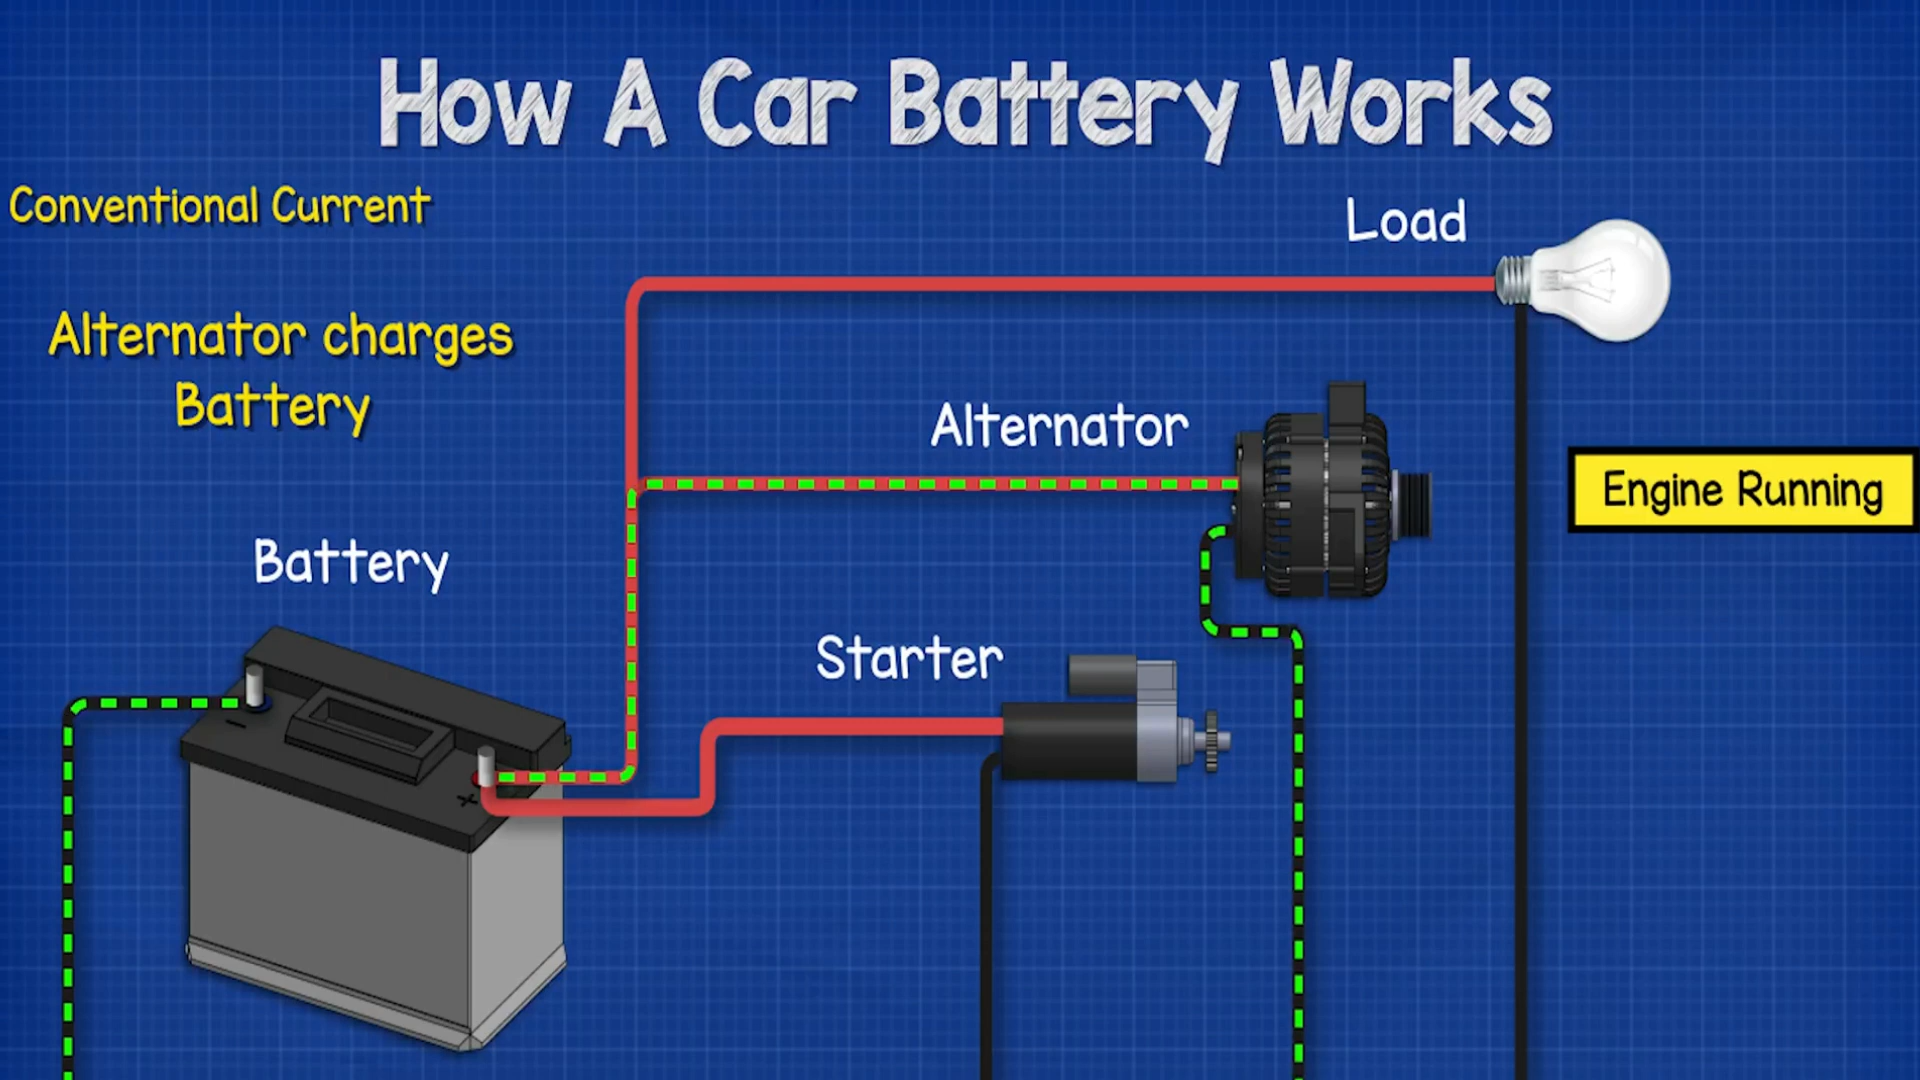 How A Car Battery Works
Conventional Current
Load
Alternator charges
Battery
Alternator
Engine Running
Battery
Starter
−
+